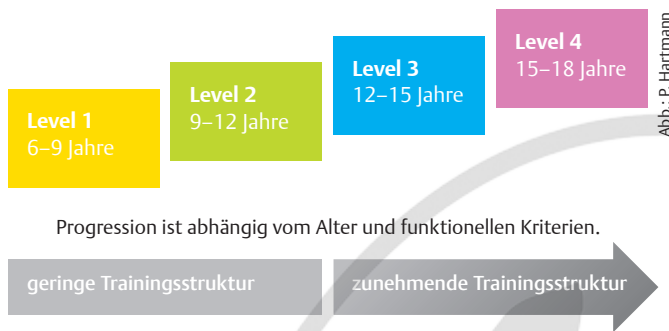 Level 1
6–9 Jahre
Level 2
9–12 Jahre
Level 3
12–15 Jahre
Level 4
15–18 Jahre
Abb.: P. Hartmann
Progression ist abhängig vom Alter und funktionellen Kriterien.
geringe Trainingsstruktur
zunehmende Trainingsstruktur